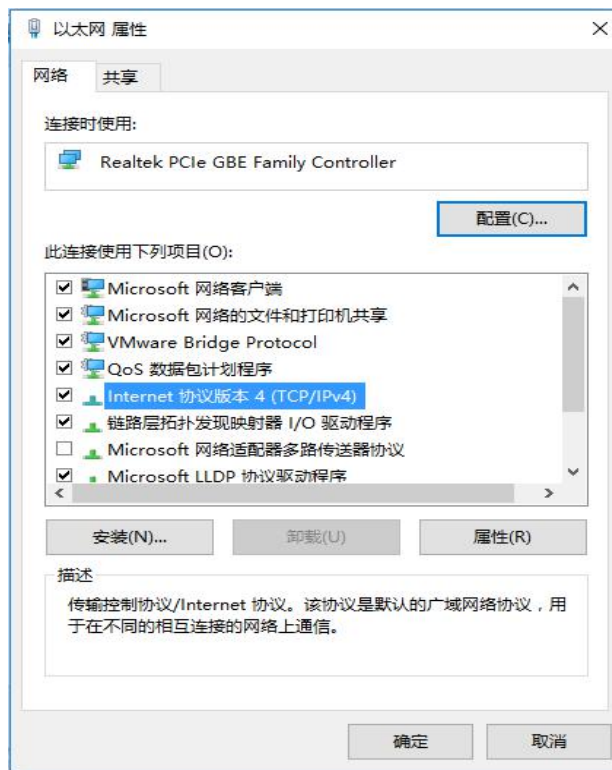 以太网 属性
网络 共享
连接时使用:
Realtek PCIe GBE Family Controller
配置(C)...
此连接使用下列项目(O):
Microsoft 网络客户端
Microsoft 网络的文件和打印机共享
VMware Bridge Protocol
QoS 数据包计划程序
Internet 协议版本 4 (TCP/IPv4)
链路层拓扑发现映射器 I/O 驱动程序
Microsoft 网络适配器多路传送器协议
Microsoft LLDP 协议驱动程序
安装(N)... 卸载(U) 属性(R)
描述
传输控制协议/Internet 协议。该协议是默认的广域网络协议，用
于在不同的相互连接的网络上通信。
确定 取消